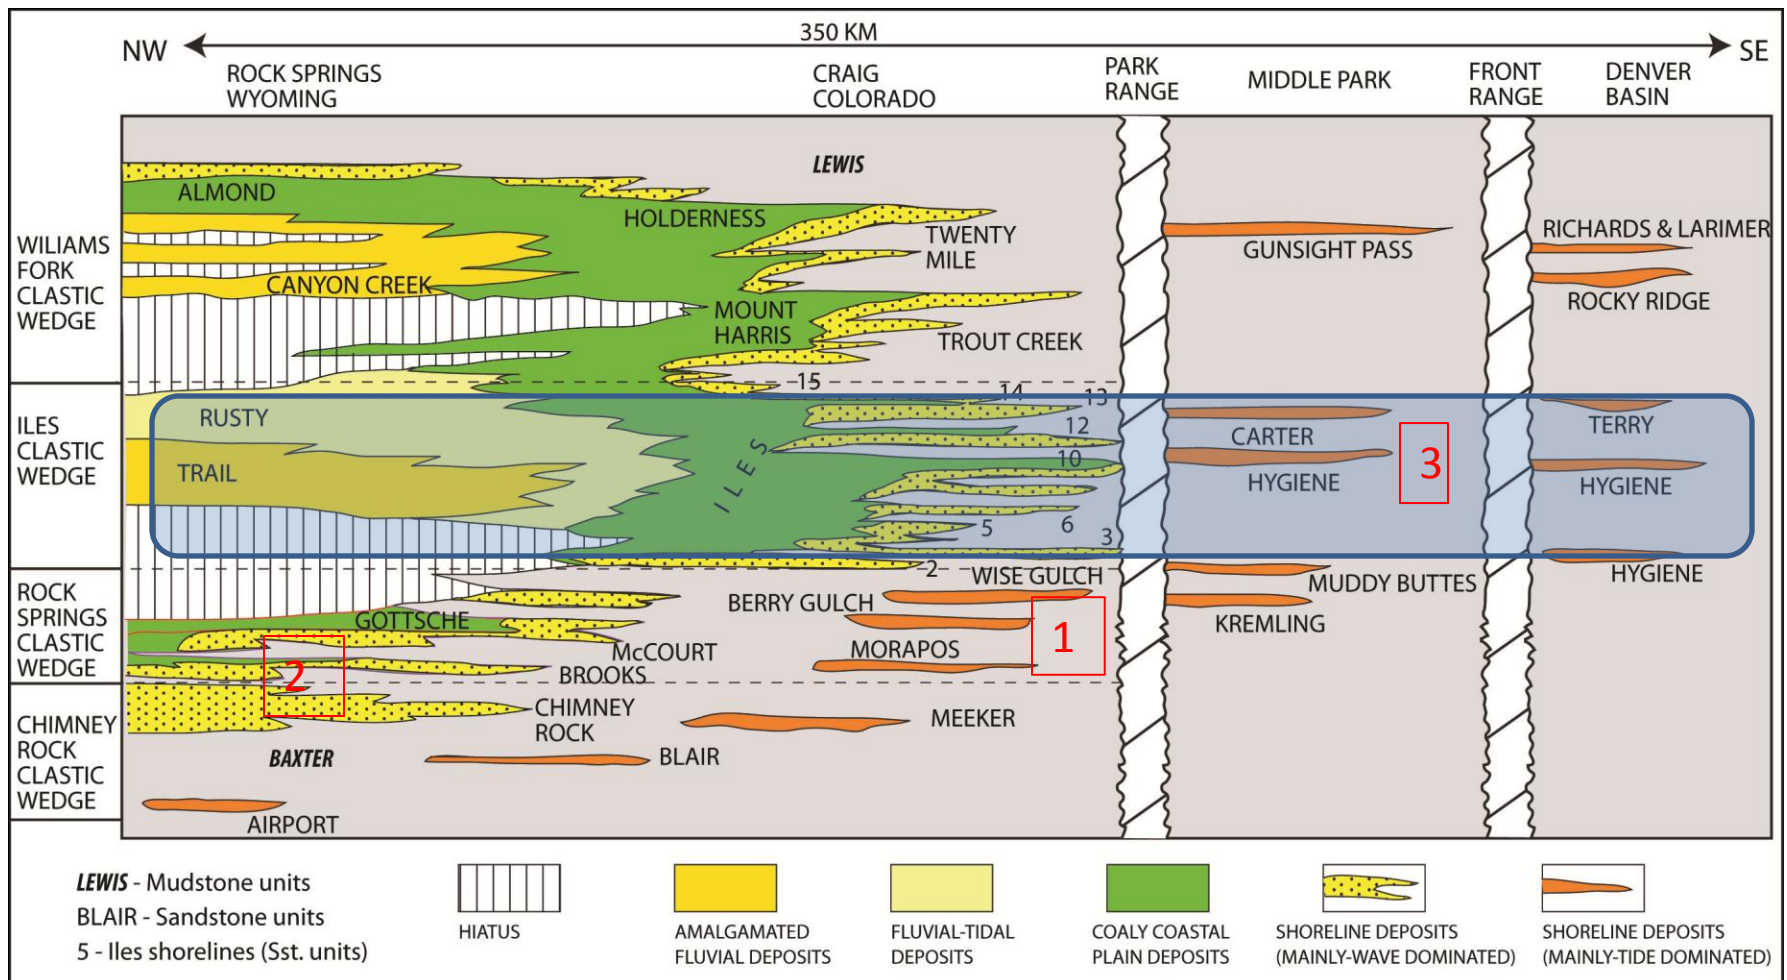 350 KM
NW
SE
ROCK SPRINGS
WYOMING
CRAIG
COLORADO
PARK
RANGE
MIDDLE PARK
FRONT
RANGE
DENVER
BASIN
WILIAMS
FORK
CLASTIC
WEDGE
ILES
CLASTIC
WEDGE
ROCK
SPRINGS
CLASTIC
WEDGE
CHIMNEY
ROCK
CLASTIC
WEDGE
LEWIS
ALMOND
HOLDERNESS
TWENTY
MILE
CANYON CREEK
MOUNT
HARRIS
TROUT CREEK
GUNSIGHT PASS
RICHARDS & LARIMER
ROCKY RIDGE
15
14
13
RUSTY
12
CARTER
TERRY
TRAIL
ILES
10
HYGIENE
3
HYGIENE
5
6
3
2
WISE GULCH
MUDDY BUTTES
HYGIENE
BERRY GULCH
GOTTSCHE
KREMLING
McCOURT
MORAPOS
1
2
BROOKS
CHIMNEY
ROCK
MEEKER
BAXTER
BLAIR
AIRPORT
LEWIS - Mudstone units
BLAIR - Sandstone units
5 - Iles shorelines (Sst. units)
HIATUS
AMALGAMATED
FLUVIAL DEPOSITS
FLUVIAL-TIDAL
DEPOSITS
COALY COASTAL
PLAIN DEPOSITS
SHORELINE DEPOSITS
(MAINLY-WAVE DOMINATED)
SHORELINE DEPOSITS
(MAINLY-TIDE DOMINATED)